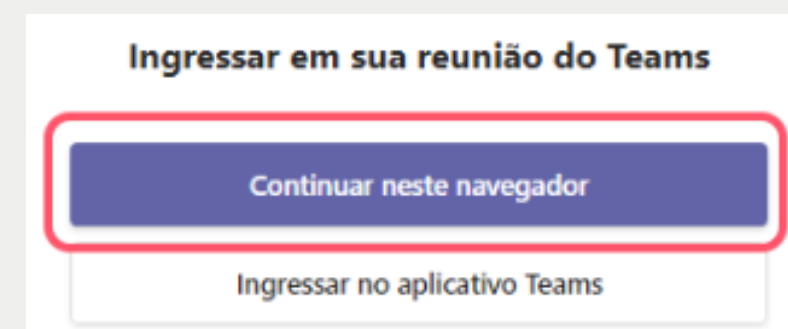 Ingressar em sua reunião do Teams
Continuar neste navegador
Ingressar no aplicativo Teams